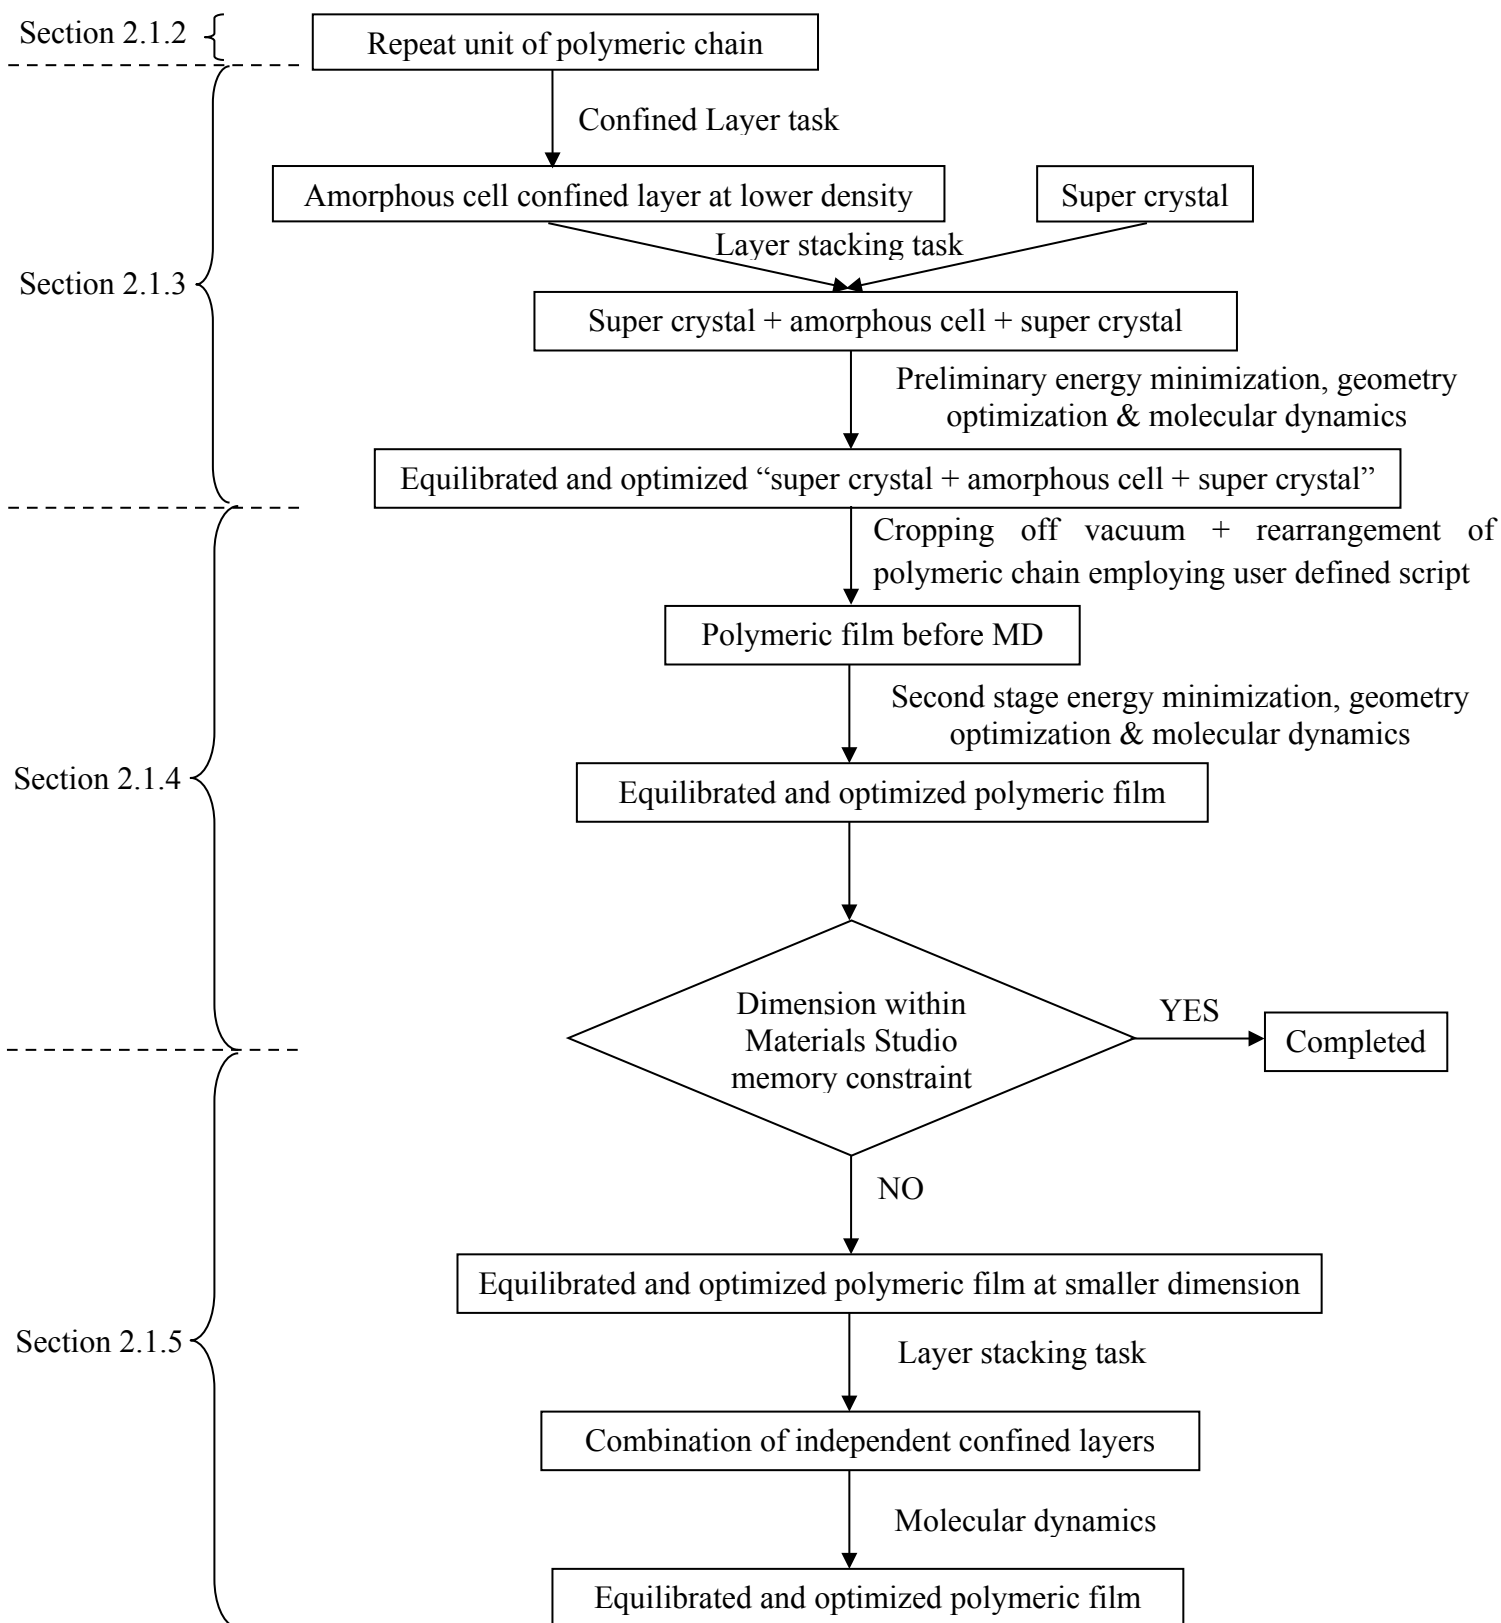 Section 2.1.2
Repeat unit of polymeric chain
Confined Layer task
Amorphous cell confined layer at lower density
Super crystal
Layer stacking task
Section 2.1.3
Super crystal + amorphous cell + super crystal
Preliminary energy minimization, geometry
optimization & molecular dynamics
Equilibrated and optimized “super crystal + amorphous cell + super crystal”
Cropping off vacuum + rearrangement of
polymeric chain employing user defined script
Polymeric film before MD
Second stage energy minimization, geometry
optimization & molecular dynamics
Section 2.1.4
Equilibrated and optimized polymeric film
Dimension within
Materials Studio
memory constraint
YES
Completed
NO
Equilibrated and optimized polymeric film at smaller dimension
Section 2.1.5
Layer stacking task
Combination of independent confined layers
Molecular dynamics
Equilibrated and optimized polymeric film